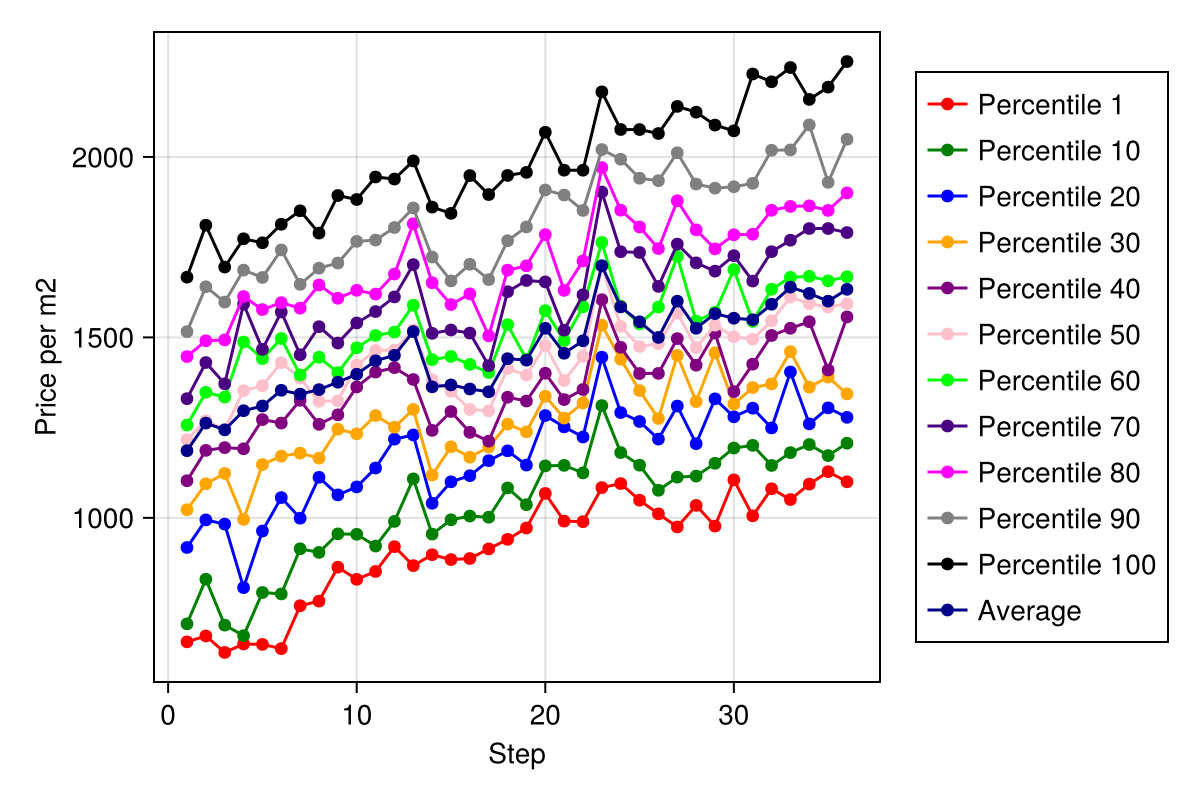 Price per m2
2000
1500
1000
0
10
20
30
Step
Percentile 1
Percentile 10
Percentile 20
Percentile 30
Percentile 40
Percentile 50
Percentile 60
Percentile 70
Percentile 80
Percentile 90
Percentile 100
Average